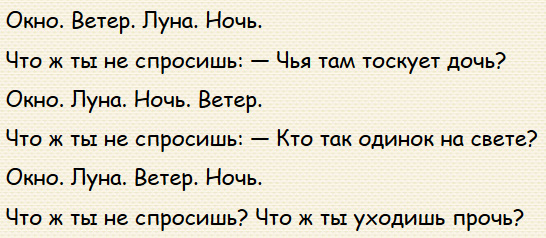 Окно. Ветер. Луна. Ночь.
Что ж ты не спросишь: — Чья там тоскует дочь?
Окно. Луна. Ночь. Ветер.
Что ж ты не спросишь: — Кто так одинок на свете?
Окно. Луна. Ветер. Ночь.
Что ж ты не спросишь? Что ж ты уходишь прочь?